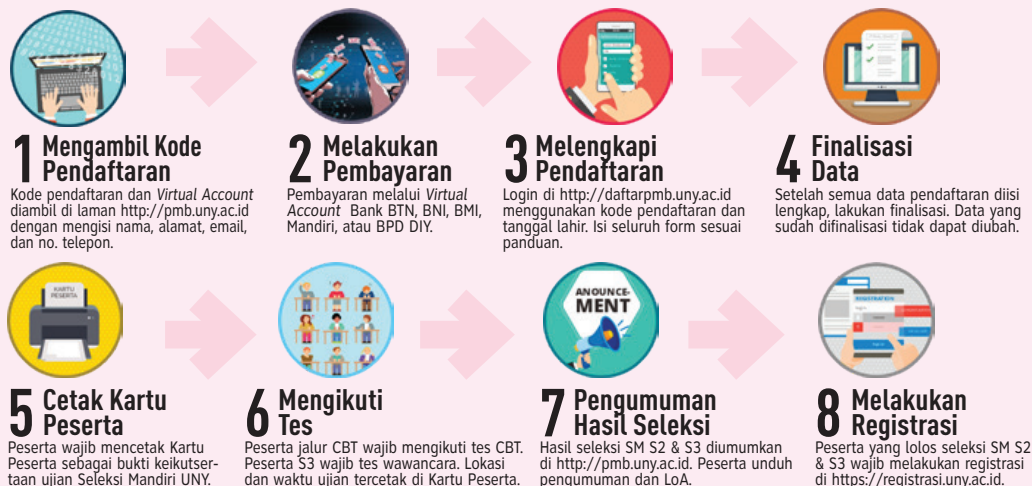 1 Mengambil Kode
Pendaftaran
Kode pendaftaran dan Virtual Account
diambil di laman http://pmb.uny.ac.id
dengan mengisi nama, alamat, email,
dan no. telepon.
2 Melakukan
Pembayaran
Pembayaran melalui Virtual
Account Bank BTN, BNI, BMI,
Mandiri, atau BPD DIY.
3 Melengkapi
Pendaftaran
Login di http://daftarpmb.uny.ac.id
menggunakan kode pendaftaran dan
tanggal lahir. Isi seluruh form sesuai
panduan.
4 Finalisasi
Data
Setelah semua data pendaftaran diisi
lengkap, lakukan finalisasi. Data yang
sudah difinalisasi tidak dapat diubah.
KARTU
PESERTA
5 Cetak Kartu
Peserta
Peserta wajib mencetak Kartu
Peserta sebagai bukti keikutser-
taan ujian Seleksi Mandiri UNY.
6 Mengikuti
Tes
Peserta jalur CBT wajib mengikuti tes CBT.
Peserta S3 wajib tes wawancara. Lokasi
dan waktu ujian tercetak di Kartu Peserta.
ANOUNCE-
MENT
7 Pengumuman
Hasil Seleksi
Hasil seleksi SM S2 & S3 diumumkan
di http://pmb.uny.ac.id. Peserta unduh
pengumuman dan LoA.
REGISTRATION
8 Melakukan
Registrasi
Peserta yang lolos seleksi SM S2
& S3 wajib melakukan registrasi
di https://registrasi.uny.ac.id.